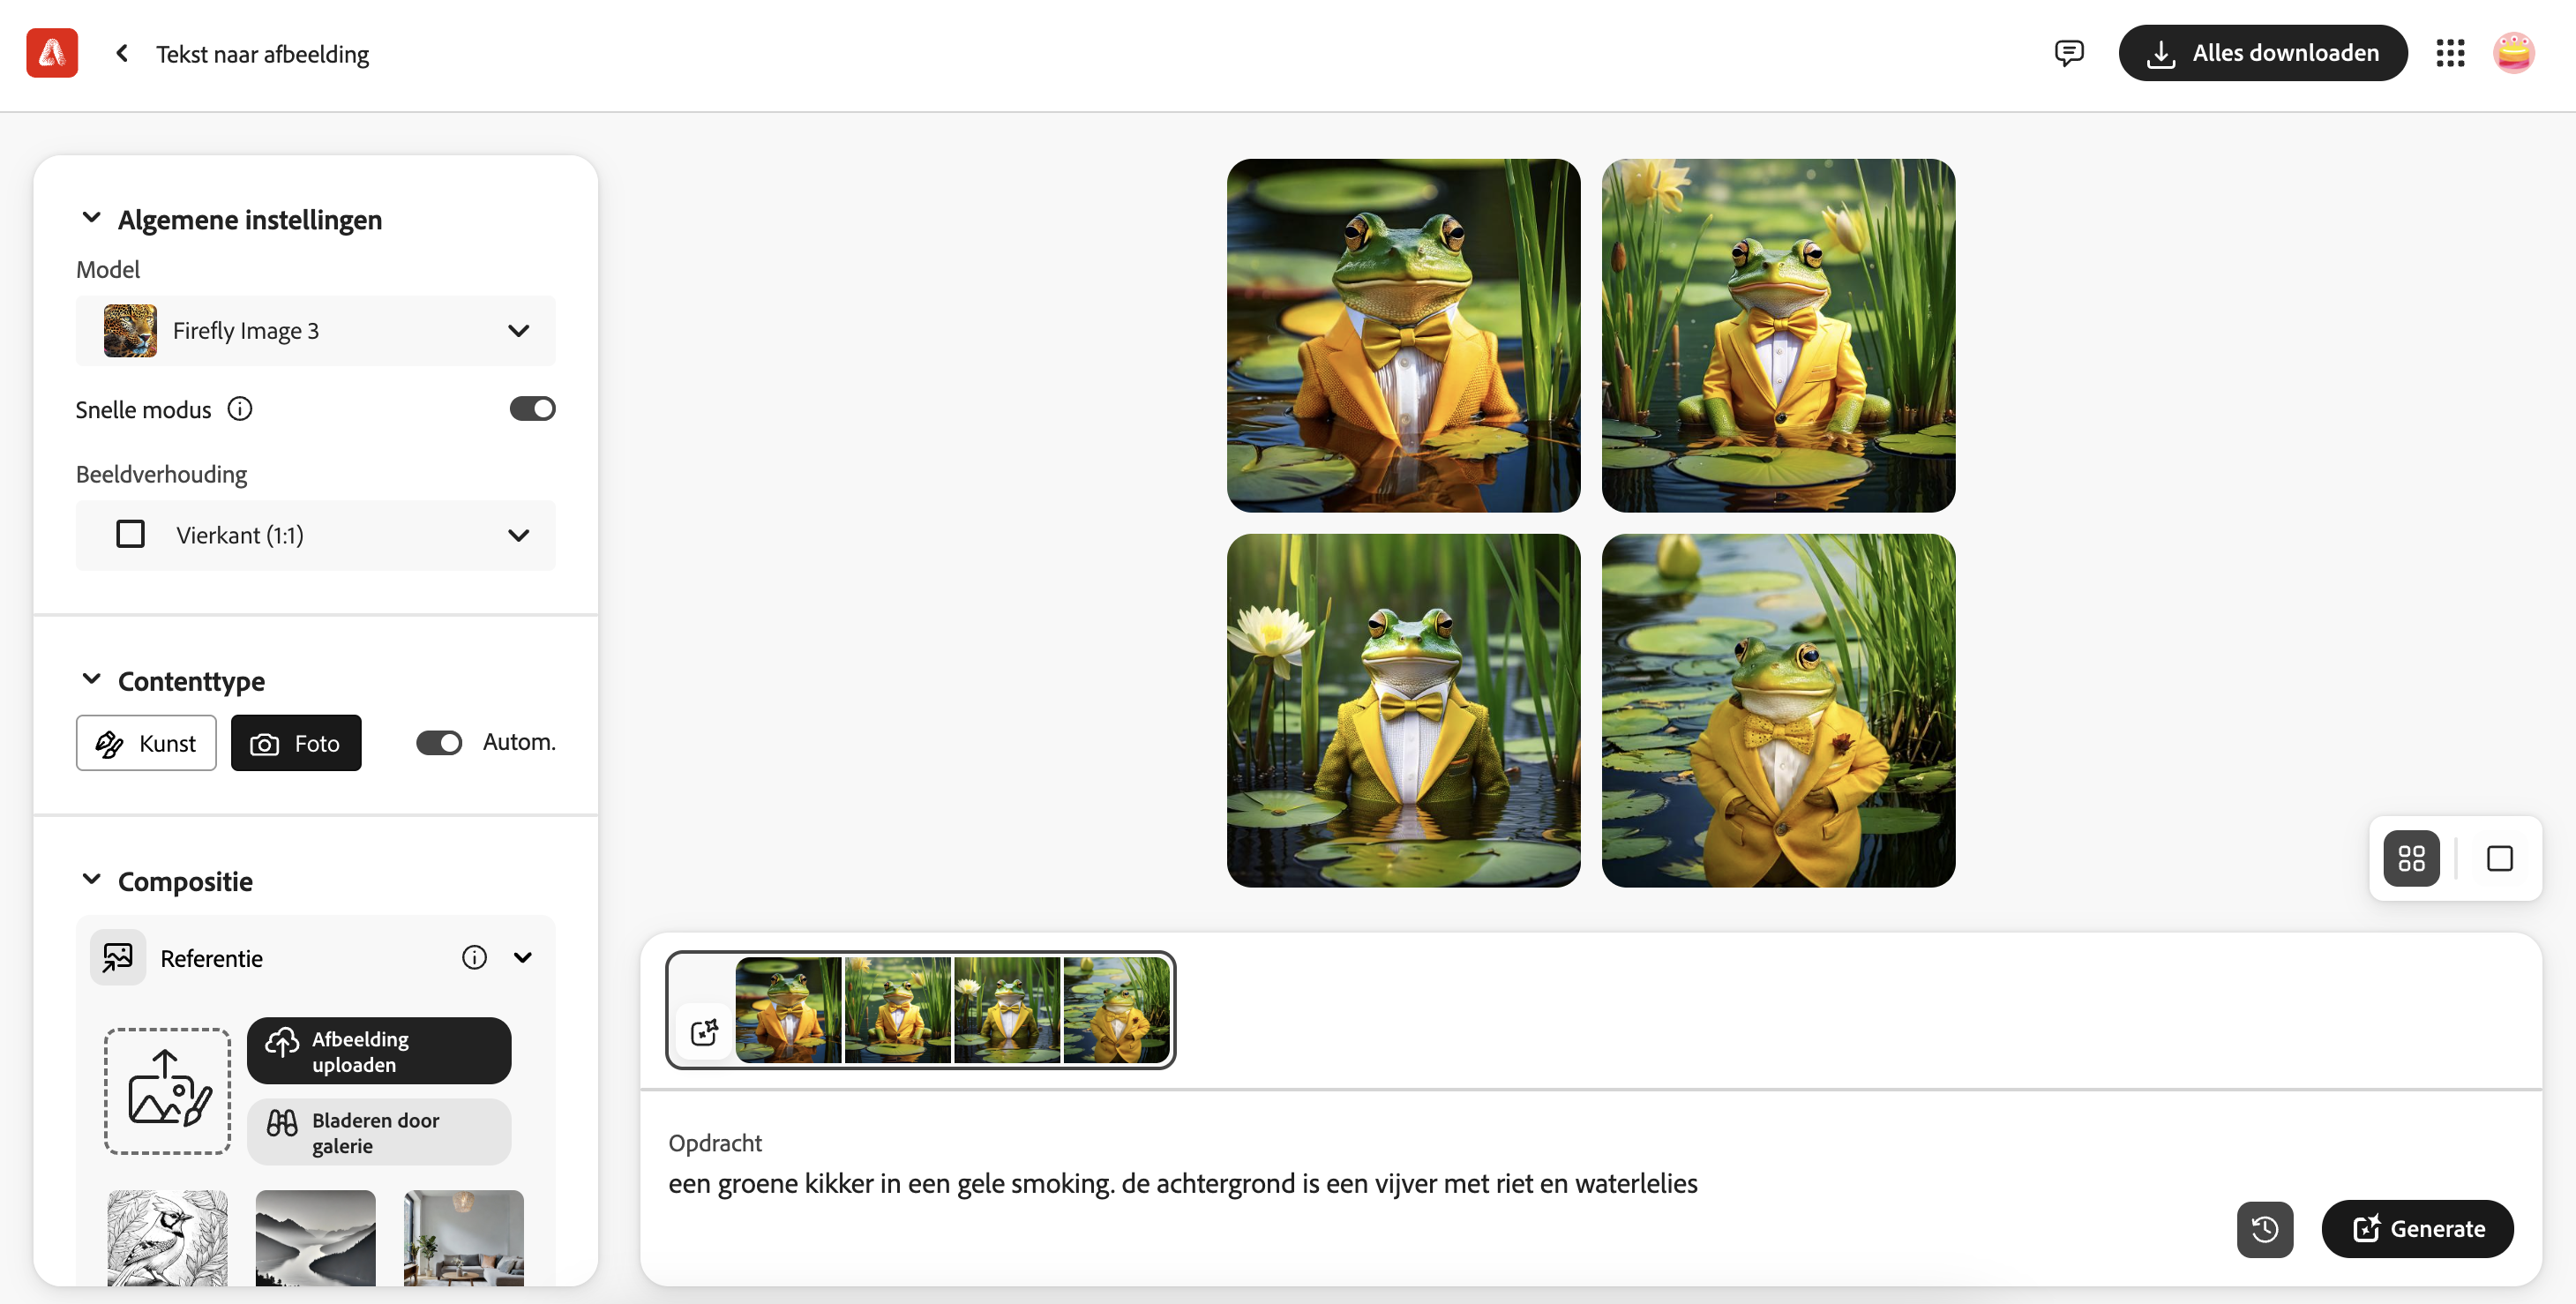 Tekst naar afbeelding
Alles downloaden
Algemene instellingen
Model
Firefly Image 3
Snelle modus
Beeldverhouding
Vierkant (1:1)
Contenttype
Kunst
Foto
Autom.
Compositie
Referentie
Afbeelding
uploaden
Bladeren door
galerie
Opdracht
een groene kikker in een gele smoking. de achtergrond is een vijver met riet en waterlelies
Generate